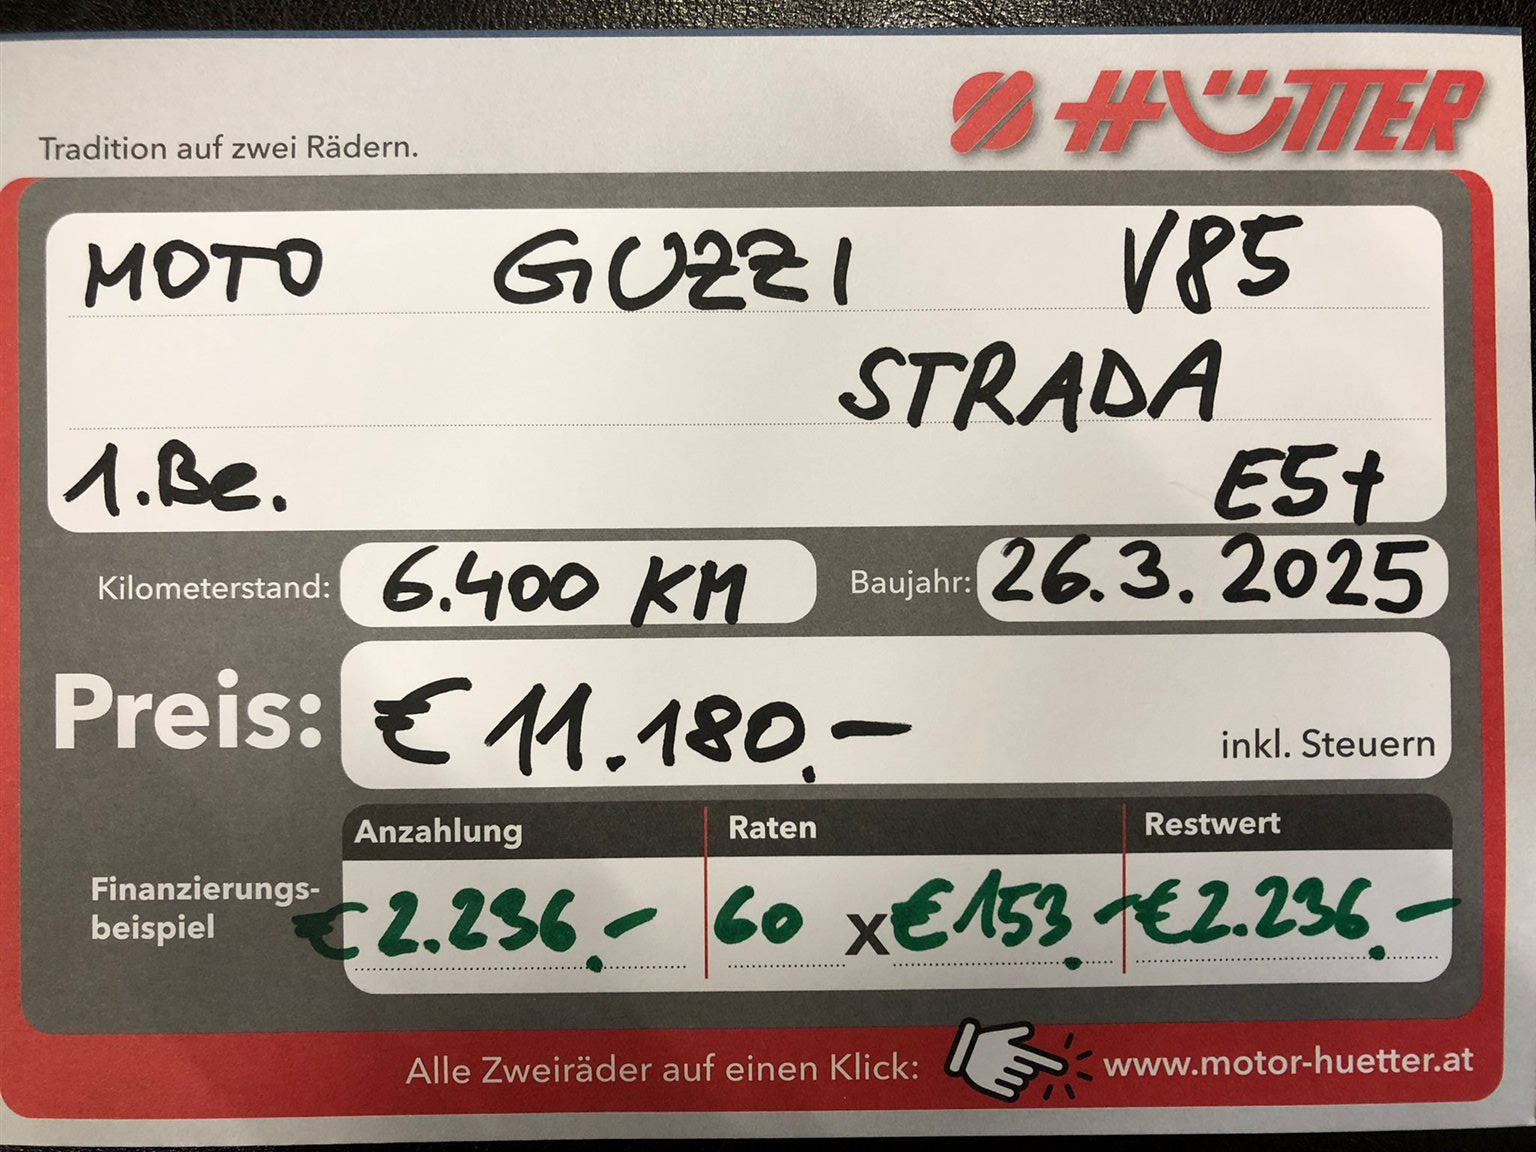 HÜTTER
Tradition auf zwei Rädern.
MOTO GUZZI V85
STRADA
1.Be. E5+
Kilometerstand: 6.400 KM Baujahr: 26.3.2025
Preis: € 11.180,- inkl. Steuern
Anzahlung Raten Restwert
Finanzierungs-
beispiel
€ 2.236,- 60 x € 153,- € 2.236,-
Alle Zweiräder auf einen Klick: www.motor-huetter.at